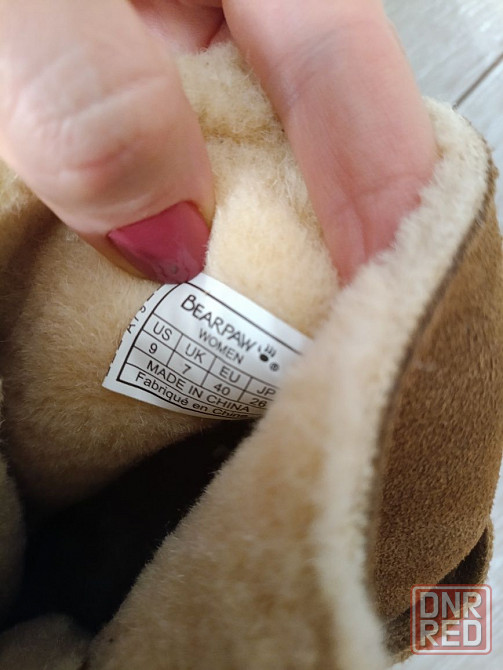 BEARPAW®
WOMEN
US UK EU JP
9 7 40 26
MADE IN CHINA
Fabriqué en Chine
DNR
RED